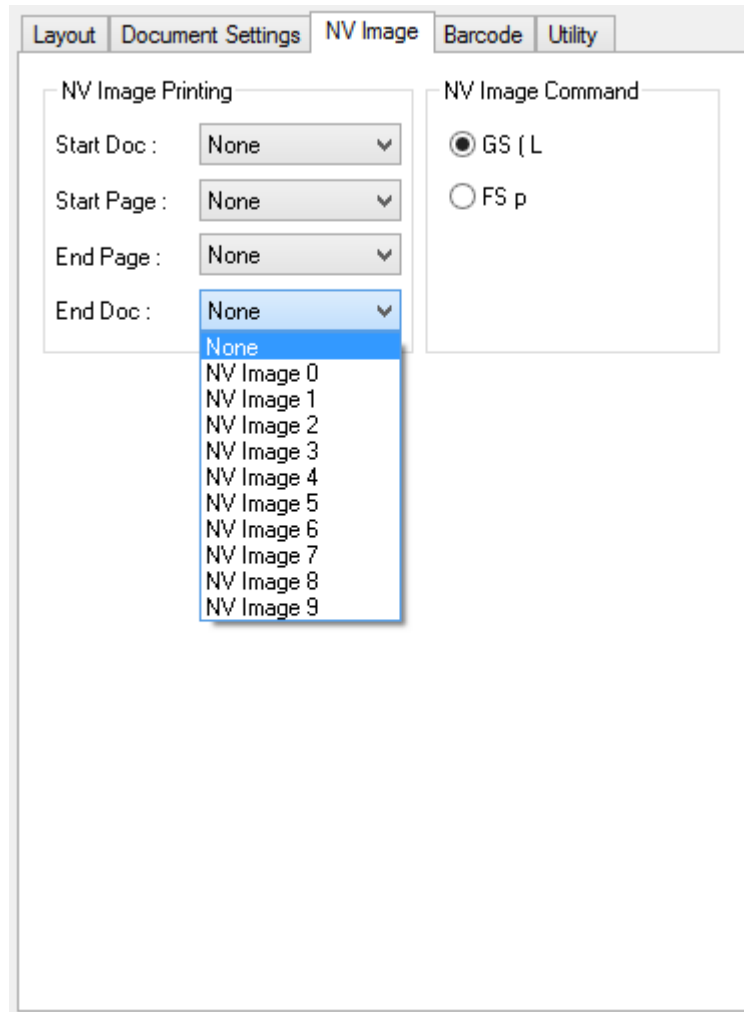 Layout Document Settings NV Image Barcode Utility
NV Image Printing
Start Doc : None
Start Page : None
End Page : None
End Doc : None
None
NV Image 0
NV Image 1
NV Image 2
NV Image 3
NV Image 4
NV Image 5
NV Image 6
NV Image 7
NV Image 8
NV Image 9
NV Image Command
GS ( L
FS p